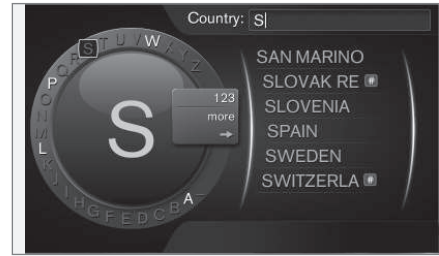 Country: S
S T U V W X Y Z
P Q R
O N M L K J I H G F E D C B A
S
123
more
→
SAN MARINO
SLOVAK RE #
SLOVENIA
SPAIN
SWEDEN
SWITZERLA #